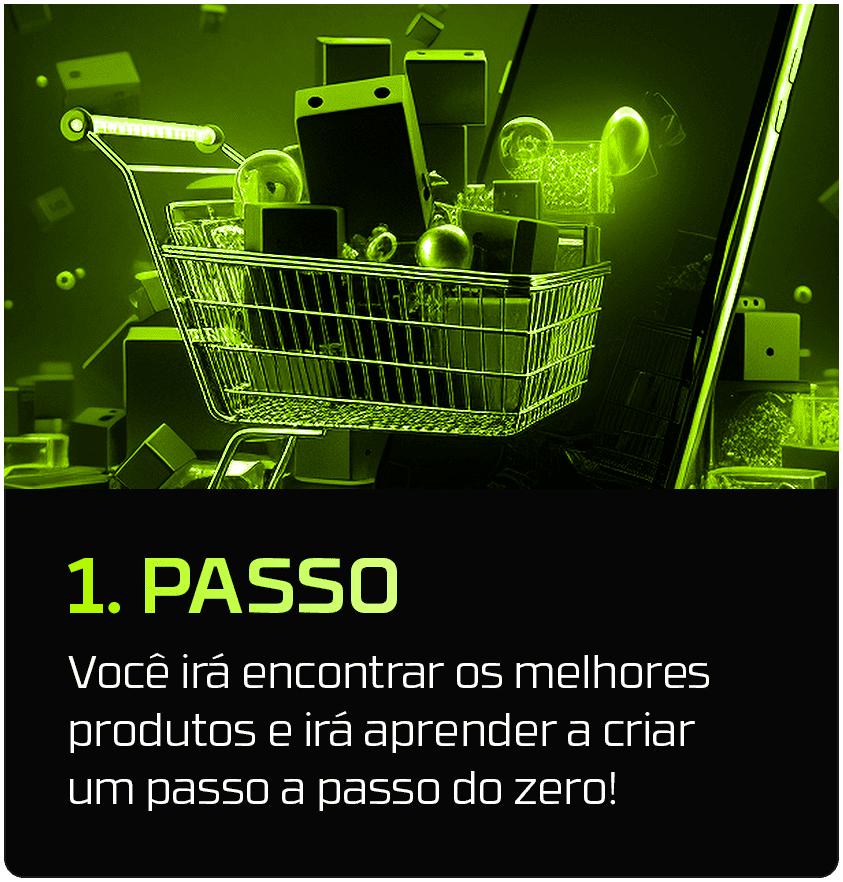 1. PASSO
Você irá encontrar os melhores
produtos e irá aprender a criar
um passo a passo do zero!